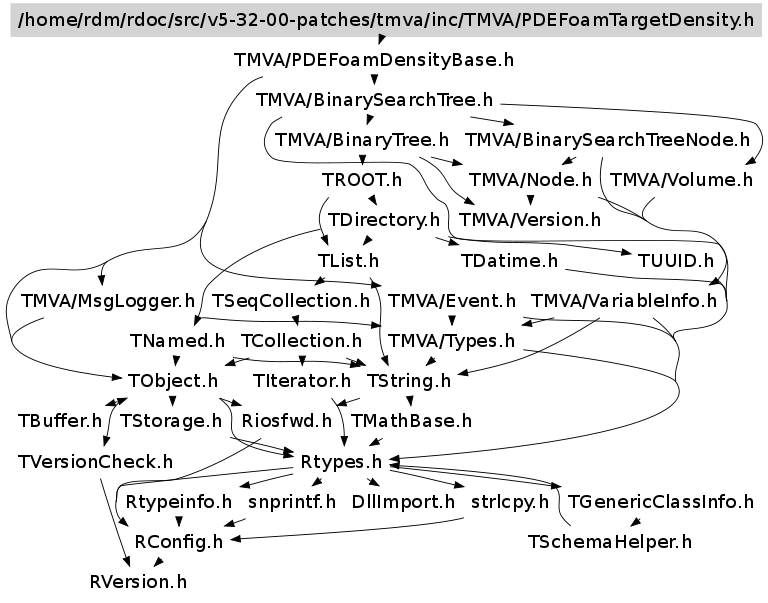 /home/rdm/rdoc/src/v5-32-00-patches/tmva/inc/TMVA/PDEFoamTargetDensity.h
TMVA/PDEFoamDensityBase.h
TMVA/BinarySearchTree.h
TMVA/BinaryTree.h TMVA/BinarySearchTreeNode.h
TROOT.h TMVA/Node.h TMVA/Volume.h
TDirectory.h TMVA/Version.h
TList.h TDatime.h TUUID.h
TMVA/MsgLogger.h TSeqCollection.h TMVA/Event.h TMVA/VariableInfo.h
TNamed.h TCollection.h TMVA/Types.h
TObject.h TIterator.h TString.h
TBuffer.h TStorage.h Riosfwd.h TMathBase.h
TVersionCheck.h Rtypes.h
Rtypeinfo.h snprintf.h DllImport.h strlcpy.h TGenericClassInfo.h
RConfig.h TSchemaHelper.h
RVersion.h